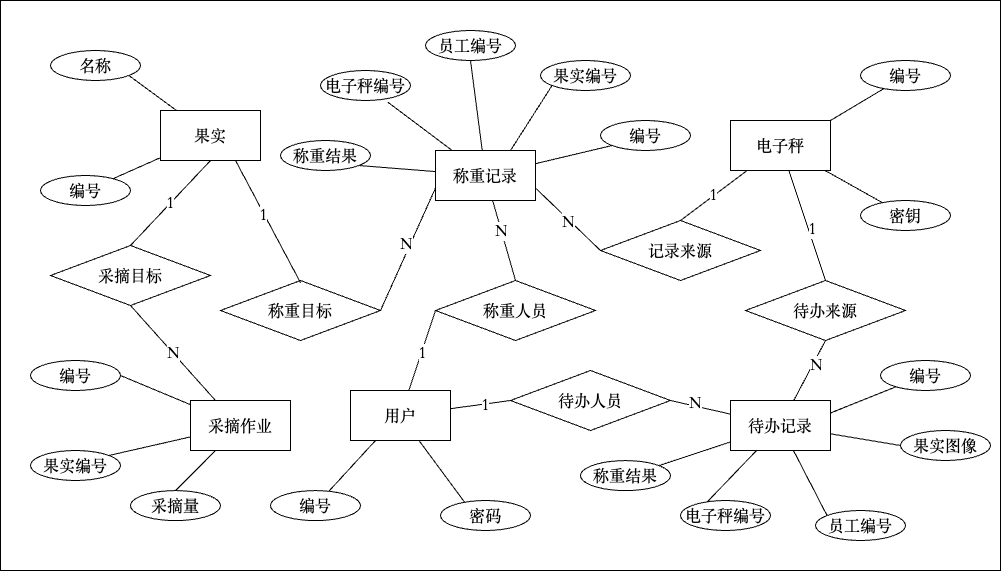 员工编号
名称
电子秤编号
果实编号
编号
果实
编号
电子秤
称重结果
称重记录
编号
密钥
1
1
N
N
N
1
1
采摘目标
称重目标
称重人员
记录来源
待办来源
N
1
N
编号
采摘作业
果实编号
采摘量
用户
1
待办人员
N
待办记录
编号
果实图像
称重结果
编号
密码
电子秤编号
员工编号